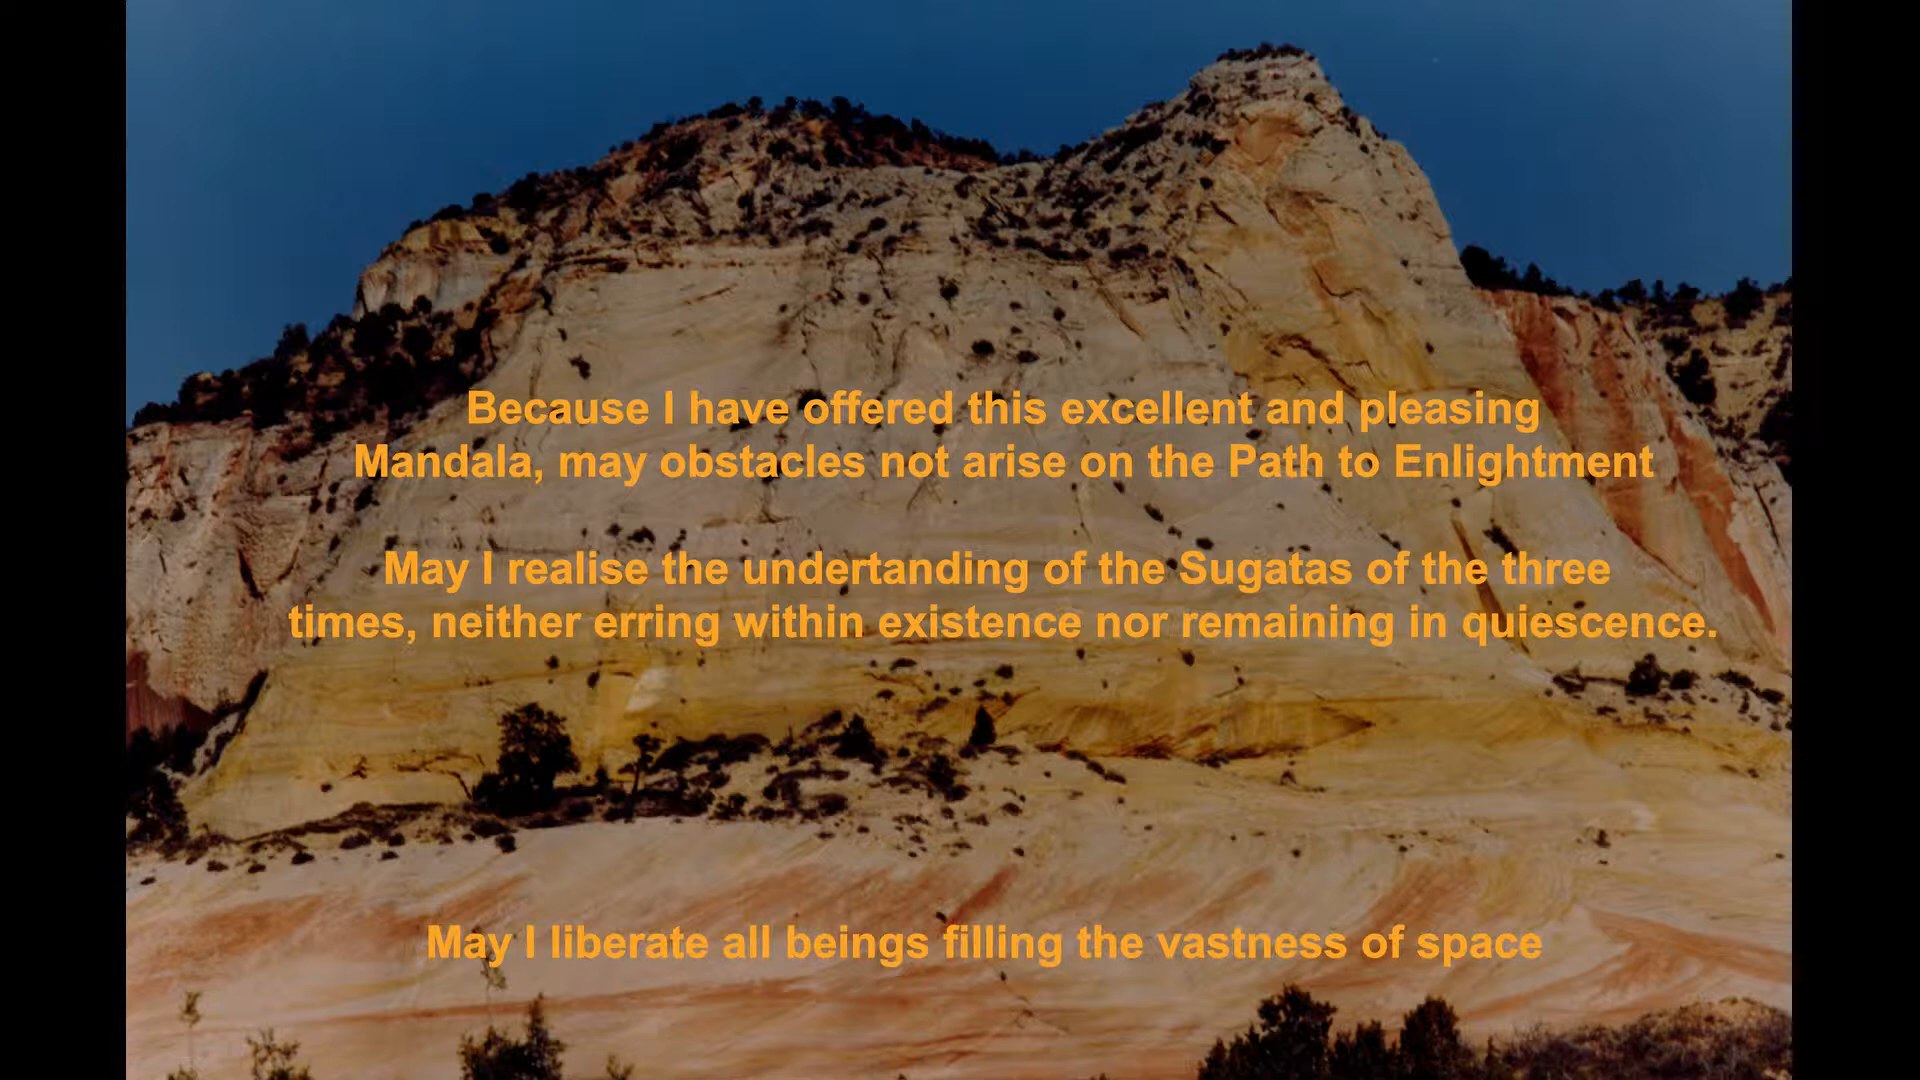 Because I have offered this excellent and pleasing
Mandala, may obstacles not arise on the Path to Enlightment
May I realise the undertanding of the Sugatas of the three
times, neither erring within existence nor remaining in quiescence.
May I liberate all beings filling the vastness of space